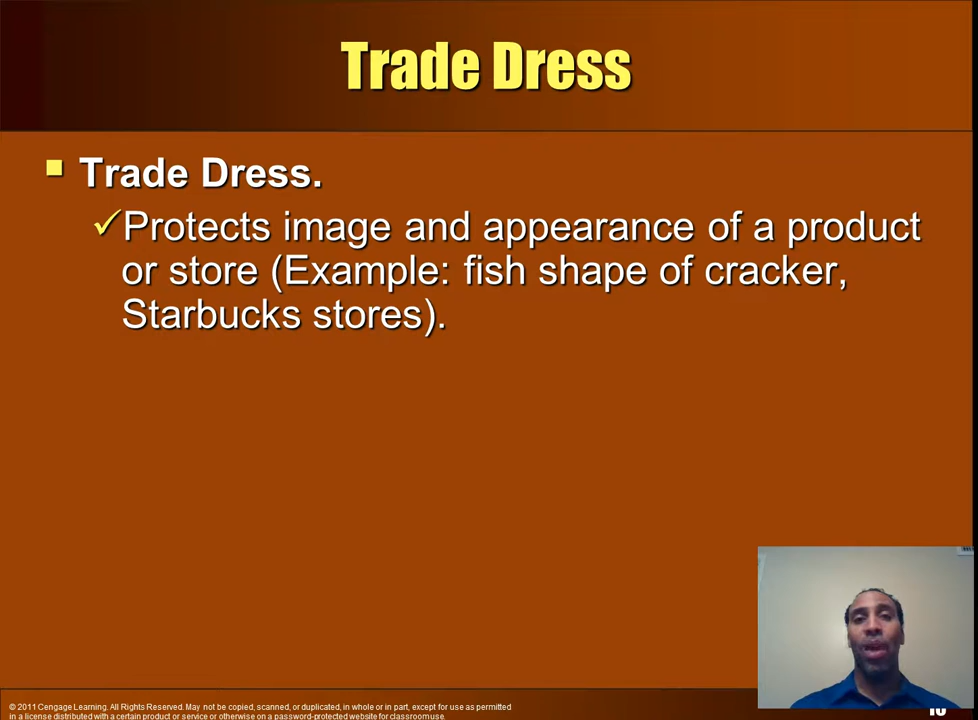 Trade Dress
Trade Dress.
Protects image and appearance of a product
or store (Example: fish shape of cracker,
Starbucks stores).
© 2011 Cengage Learning. All Rights Reserved. May not be copied, scanned, or duplicated, in whole or in part, except for use as permitted
in a license distributed with a certain product or service or otherwise on a password-protected website for classroom use.